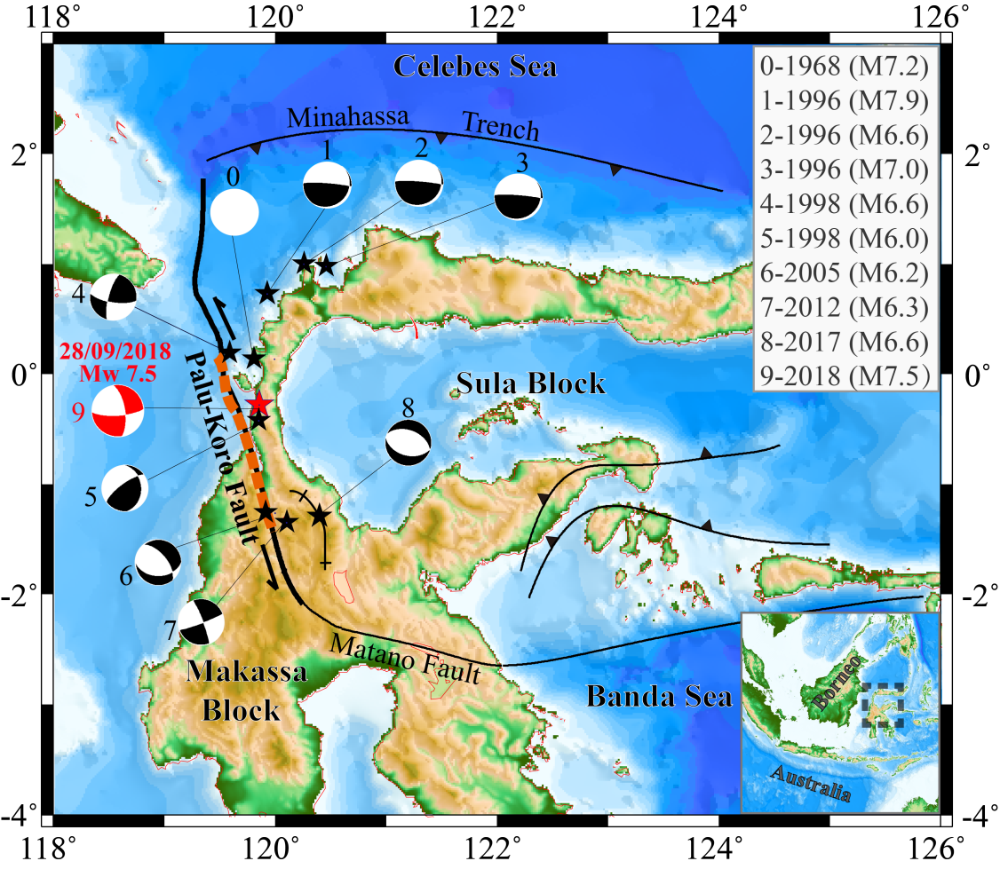 118° 120° 122° 124° 126°
Celebes Sea
0-1968 (M7.2)
1-1996 (M7.9)
2-1996 (M6.6)
3-1996 (M7.0)
4-1998 (M6.6)
5-1998 (M6.0)
6-2005 (M6.2)
7-2012 (M6.3)
8-2017 (M6.6)
9-2018 (M7.5)
Minahassa Trench
2° 2°
0 1 2 3
4
28/09/2018
Mw 7.5
0° 0°
Palu-Koro Fault
Sula Block
9
8
5
6
-2° -2°
7
Matano Fault
Makassa
Block
Banda Sea
Borneo
Australia
-4° -4°
118° 120° 122° 124° 126°